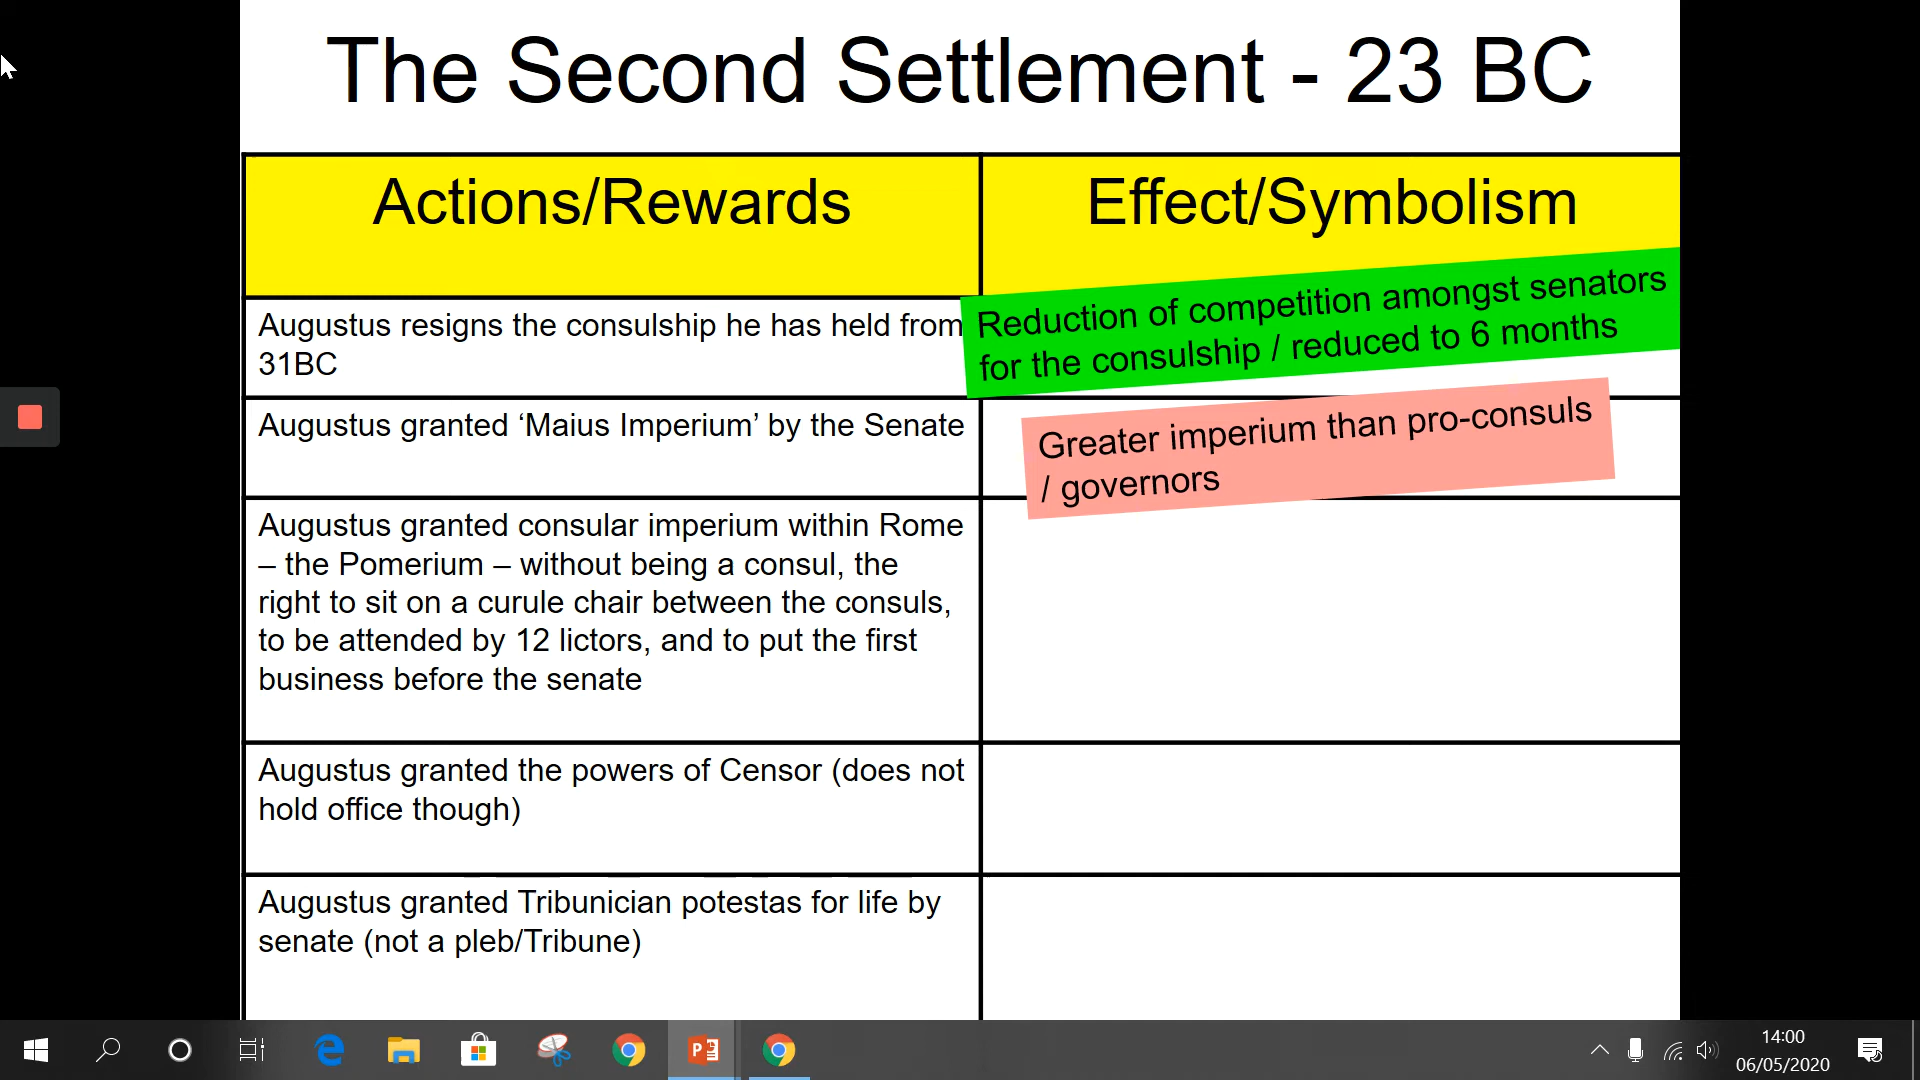 The Second Settlement - 23 BC
Actions/Rewards
Effect/Symbolism
Augustus resigns the consulship he has held from
31BC
Reduction of competition amongst senators
for the consulship / reduced to 6 months
Augustus granted ‘Maius Imperium’ by the Senate
Greater imperium than pro-consuls
/ governors
Augustus granted consular imperium within Rome
– the Pomerium – without being a consul, the
right to sit on a curule chair between the consuls,
to be attended by 12 lictors, and to put the first
business before the senate
Augustus granted the powers of Censor (does not
hold office though)
Augustus granted Tribunician potestas for life by
senate (not a pleb/Tribune)
14:00
06/05/2020